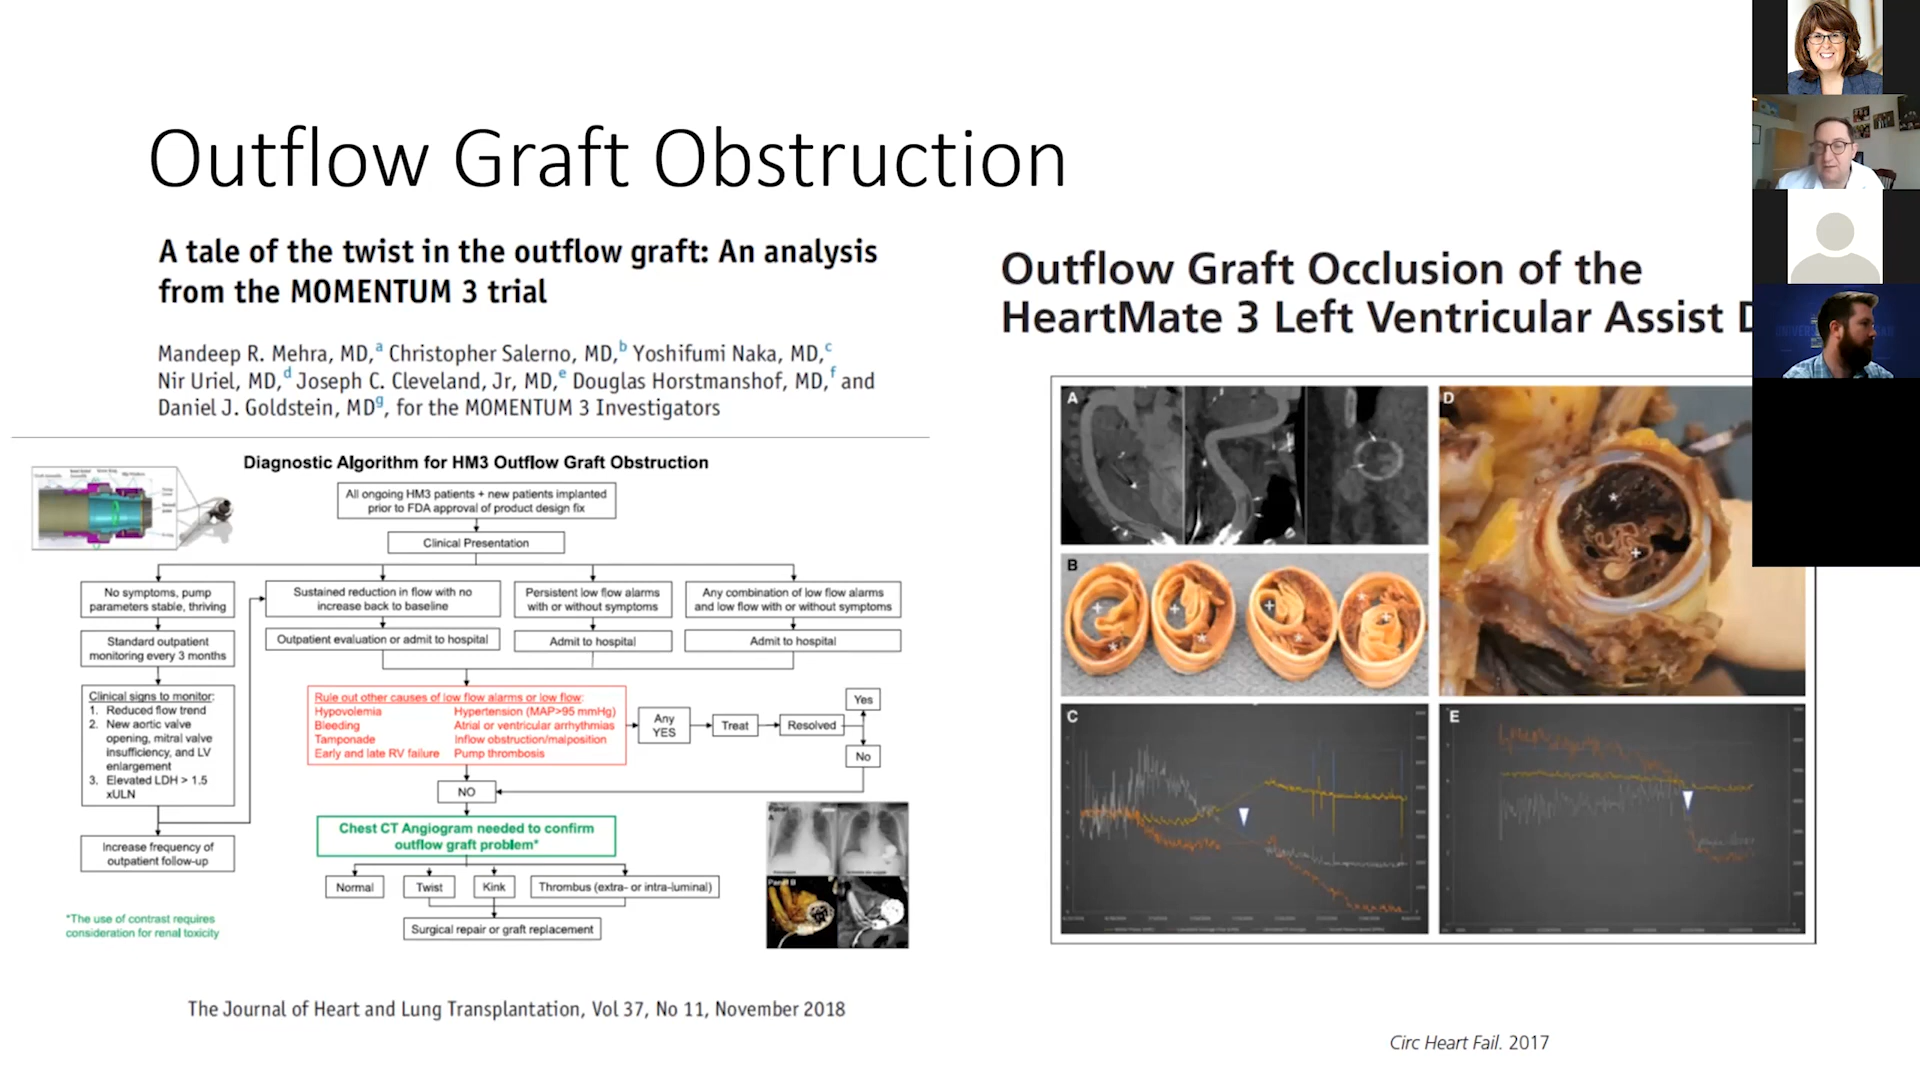 Outflow Graft Obstruction
A tale of the twist in the outflow graft: An analysis
from the MOMENTUM 3 trial
Mandeep R. Mehra, MD,a Christopher Salerno, MD,b Yoshifumi Naka, MD,c
Nir Uriel, MD,d Joseph C. Cleveland, Jr, MD,e Douglas Horstmanshof, MD,f and
Daniel J. Goldstein, MDg, for the MOMENTUM 3 Investigators
Diagnostic Algorithm for HM3 Outflow Graft Obstruction
All ongoing HM3 patients + new patients implanted
prior to FDA approval of product design fix
Clinical Presentation
No symptoms, pump
parameters stable, thriving
Sustained reduction in flow with no
increase back to baseline
Persistent low flow alarms
with or without symptoms
Any combination of low flow alarms
and low flow with or without symptoms
Standard outpatient
monitoring every 3 months
Outpatient evaluation or admit to hospital
Admit to hospital
Admit to hospital
Clinical signs to monitor:
1. Reduced flow trend
2. New aortic valve
opening, mitral valve
insufficiency, and LV
enlargement
3. Elevated LDH > 1.5
xULN
Increase frequency of
outpatient follow-up
Rule out other causes of low flow alarms or low flow:
Hypovolemia Hypertension (MAP>95 mmHg)
Bleeding Atrial or ventricular arrhythmias
Tamponade Inflow obstruction/malposition
Early and late RV failure Pump thrombosis
Any
YES
Treat
Resolved
Yes
No
NO
Chest CT Angiogram needed to confirm
outflow graft problem*
Normal
Twist
Kink
Thrombus (extra- or intra-luminal)
Surgical repair or graft replacement
*The use of contrast requires
consideration for renal toxicity
The Journal of Heart and Lung Transplantation, Vol 37, No 11, November 2018
Outflow Graft Occlusion of the
HeartMate 3 Left Ventricular Assist D
A
D
B
C
E
Circ Heart Fail. 2017